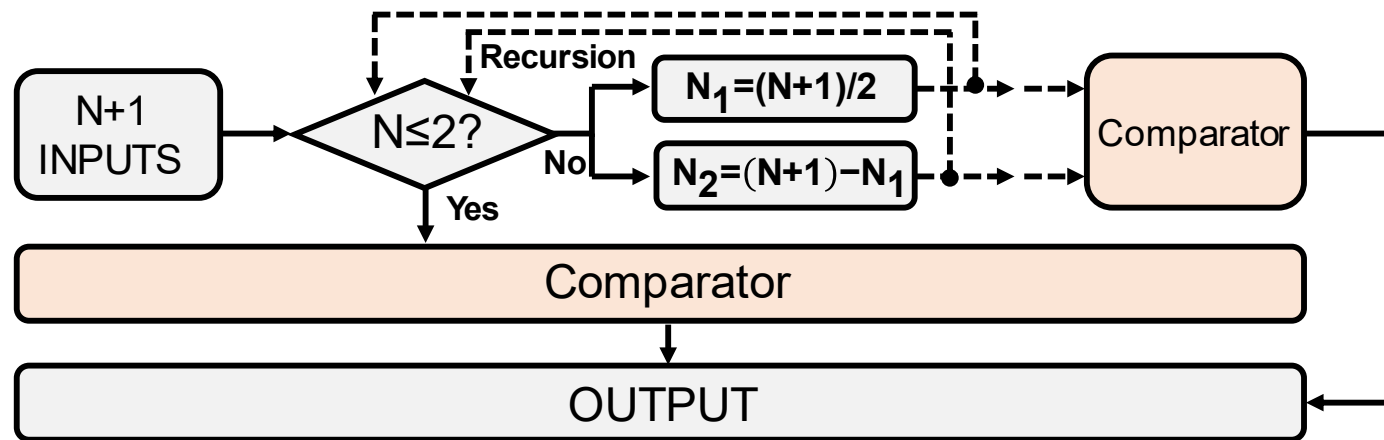 Recursion
N+1
INPUTS
N≤2?
No
Yes
N₁=(N+1)/2
N₂=(N+1)−N₁
Comparator
Comparator
OUTPUT